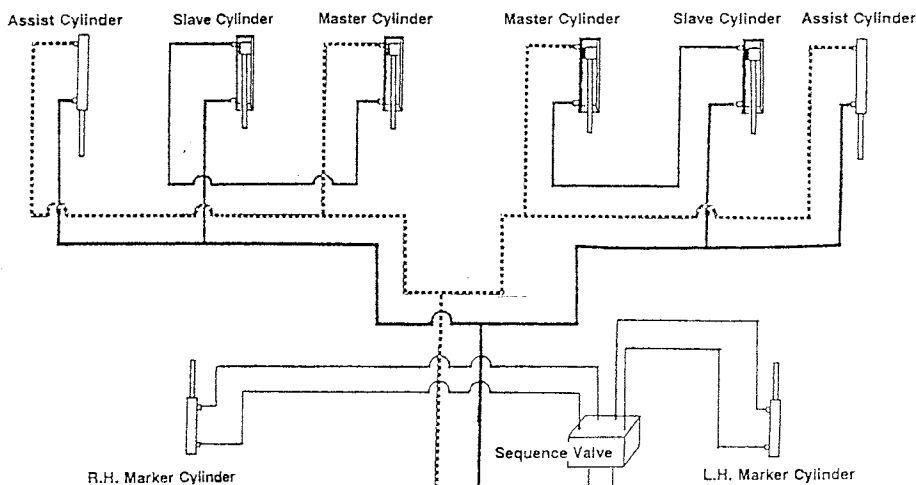 Assist Cylinder
Slave Cylinder
Master Cylinder
Master Cylinder
Slave Cylinder
Assist Cylinder
Sequence Valve
R.H. Marker Cylinder
L.H. Marker Cylinder